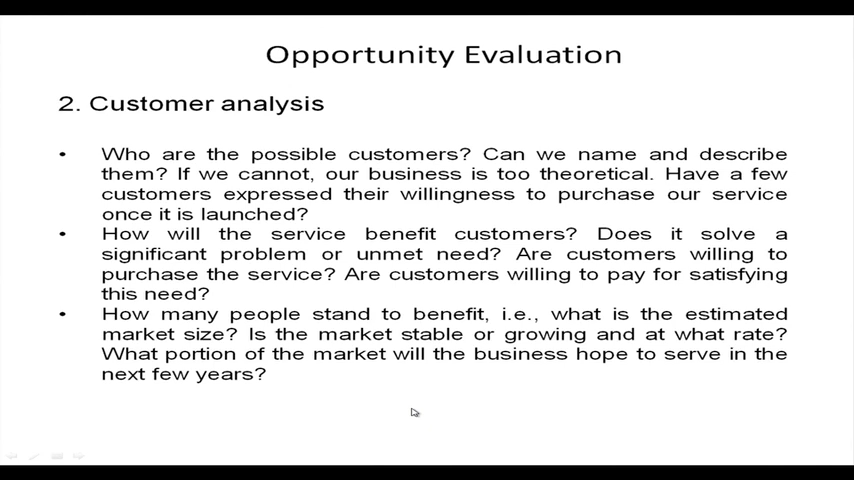 Opportunity Evaluation
2. Customer analysis
• Who are the possible customers? Can we name and describe
them? If we cannot, our business is too theoretical. Have a few
customers expressed their willingness to purchase our service
once it is launched?
• How will the service benefit customers? Does it solve a
significant problem or unmet need? Are customers willing to
purchase the service? Are customers willing to pay for satisfying
this need?
• How many people stand to benefit, i.e., what is the estimated
market size? Is the market stable or growing and at what rate?
What portion of the market will the business hope to serve in the
next few years?